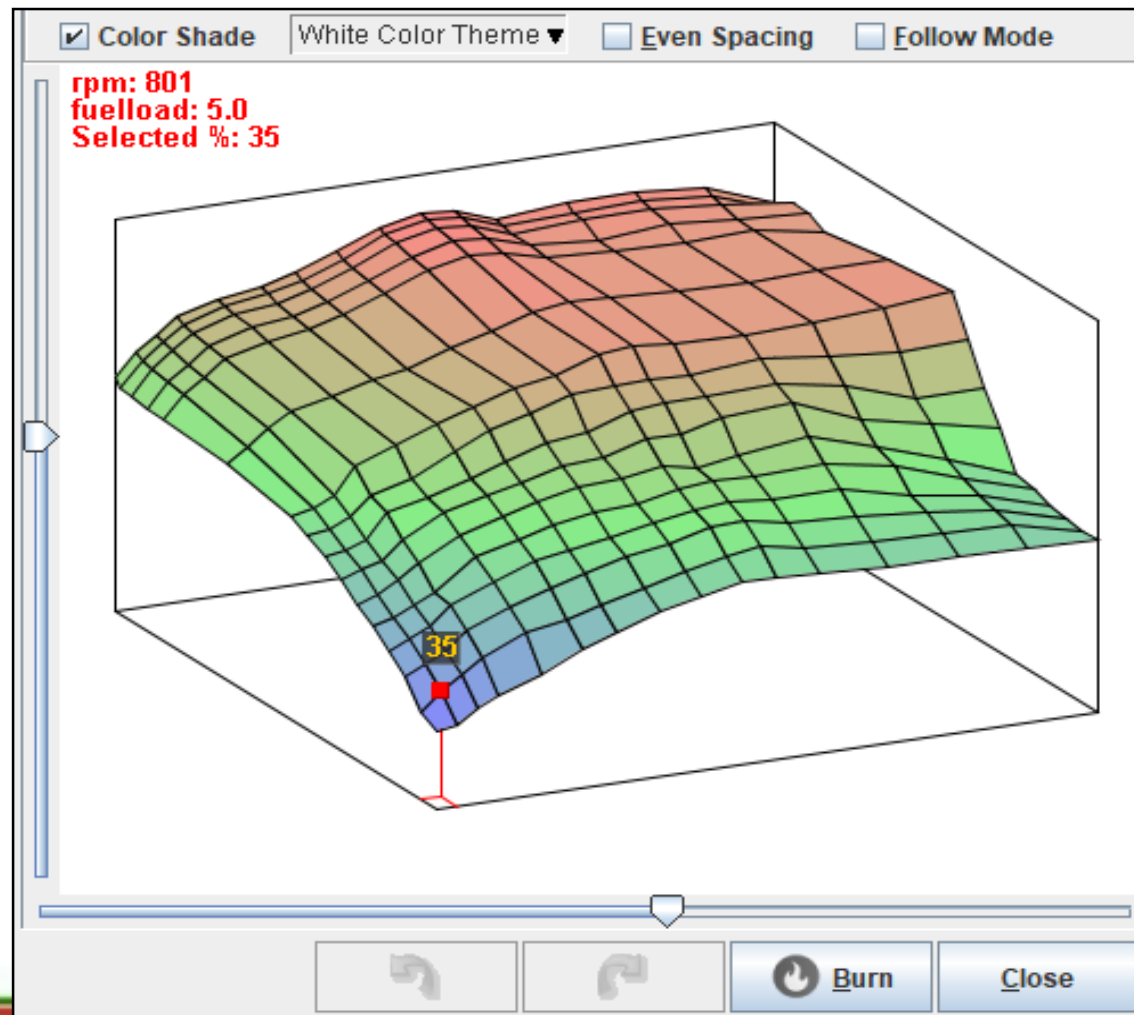 Color Shade White Color Theme Even Spacing Follow Mode
rpm: 801
fuelload: 5.0
Selected %: 35
35
Burn Close